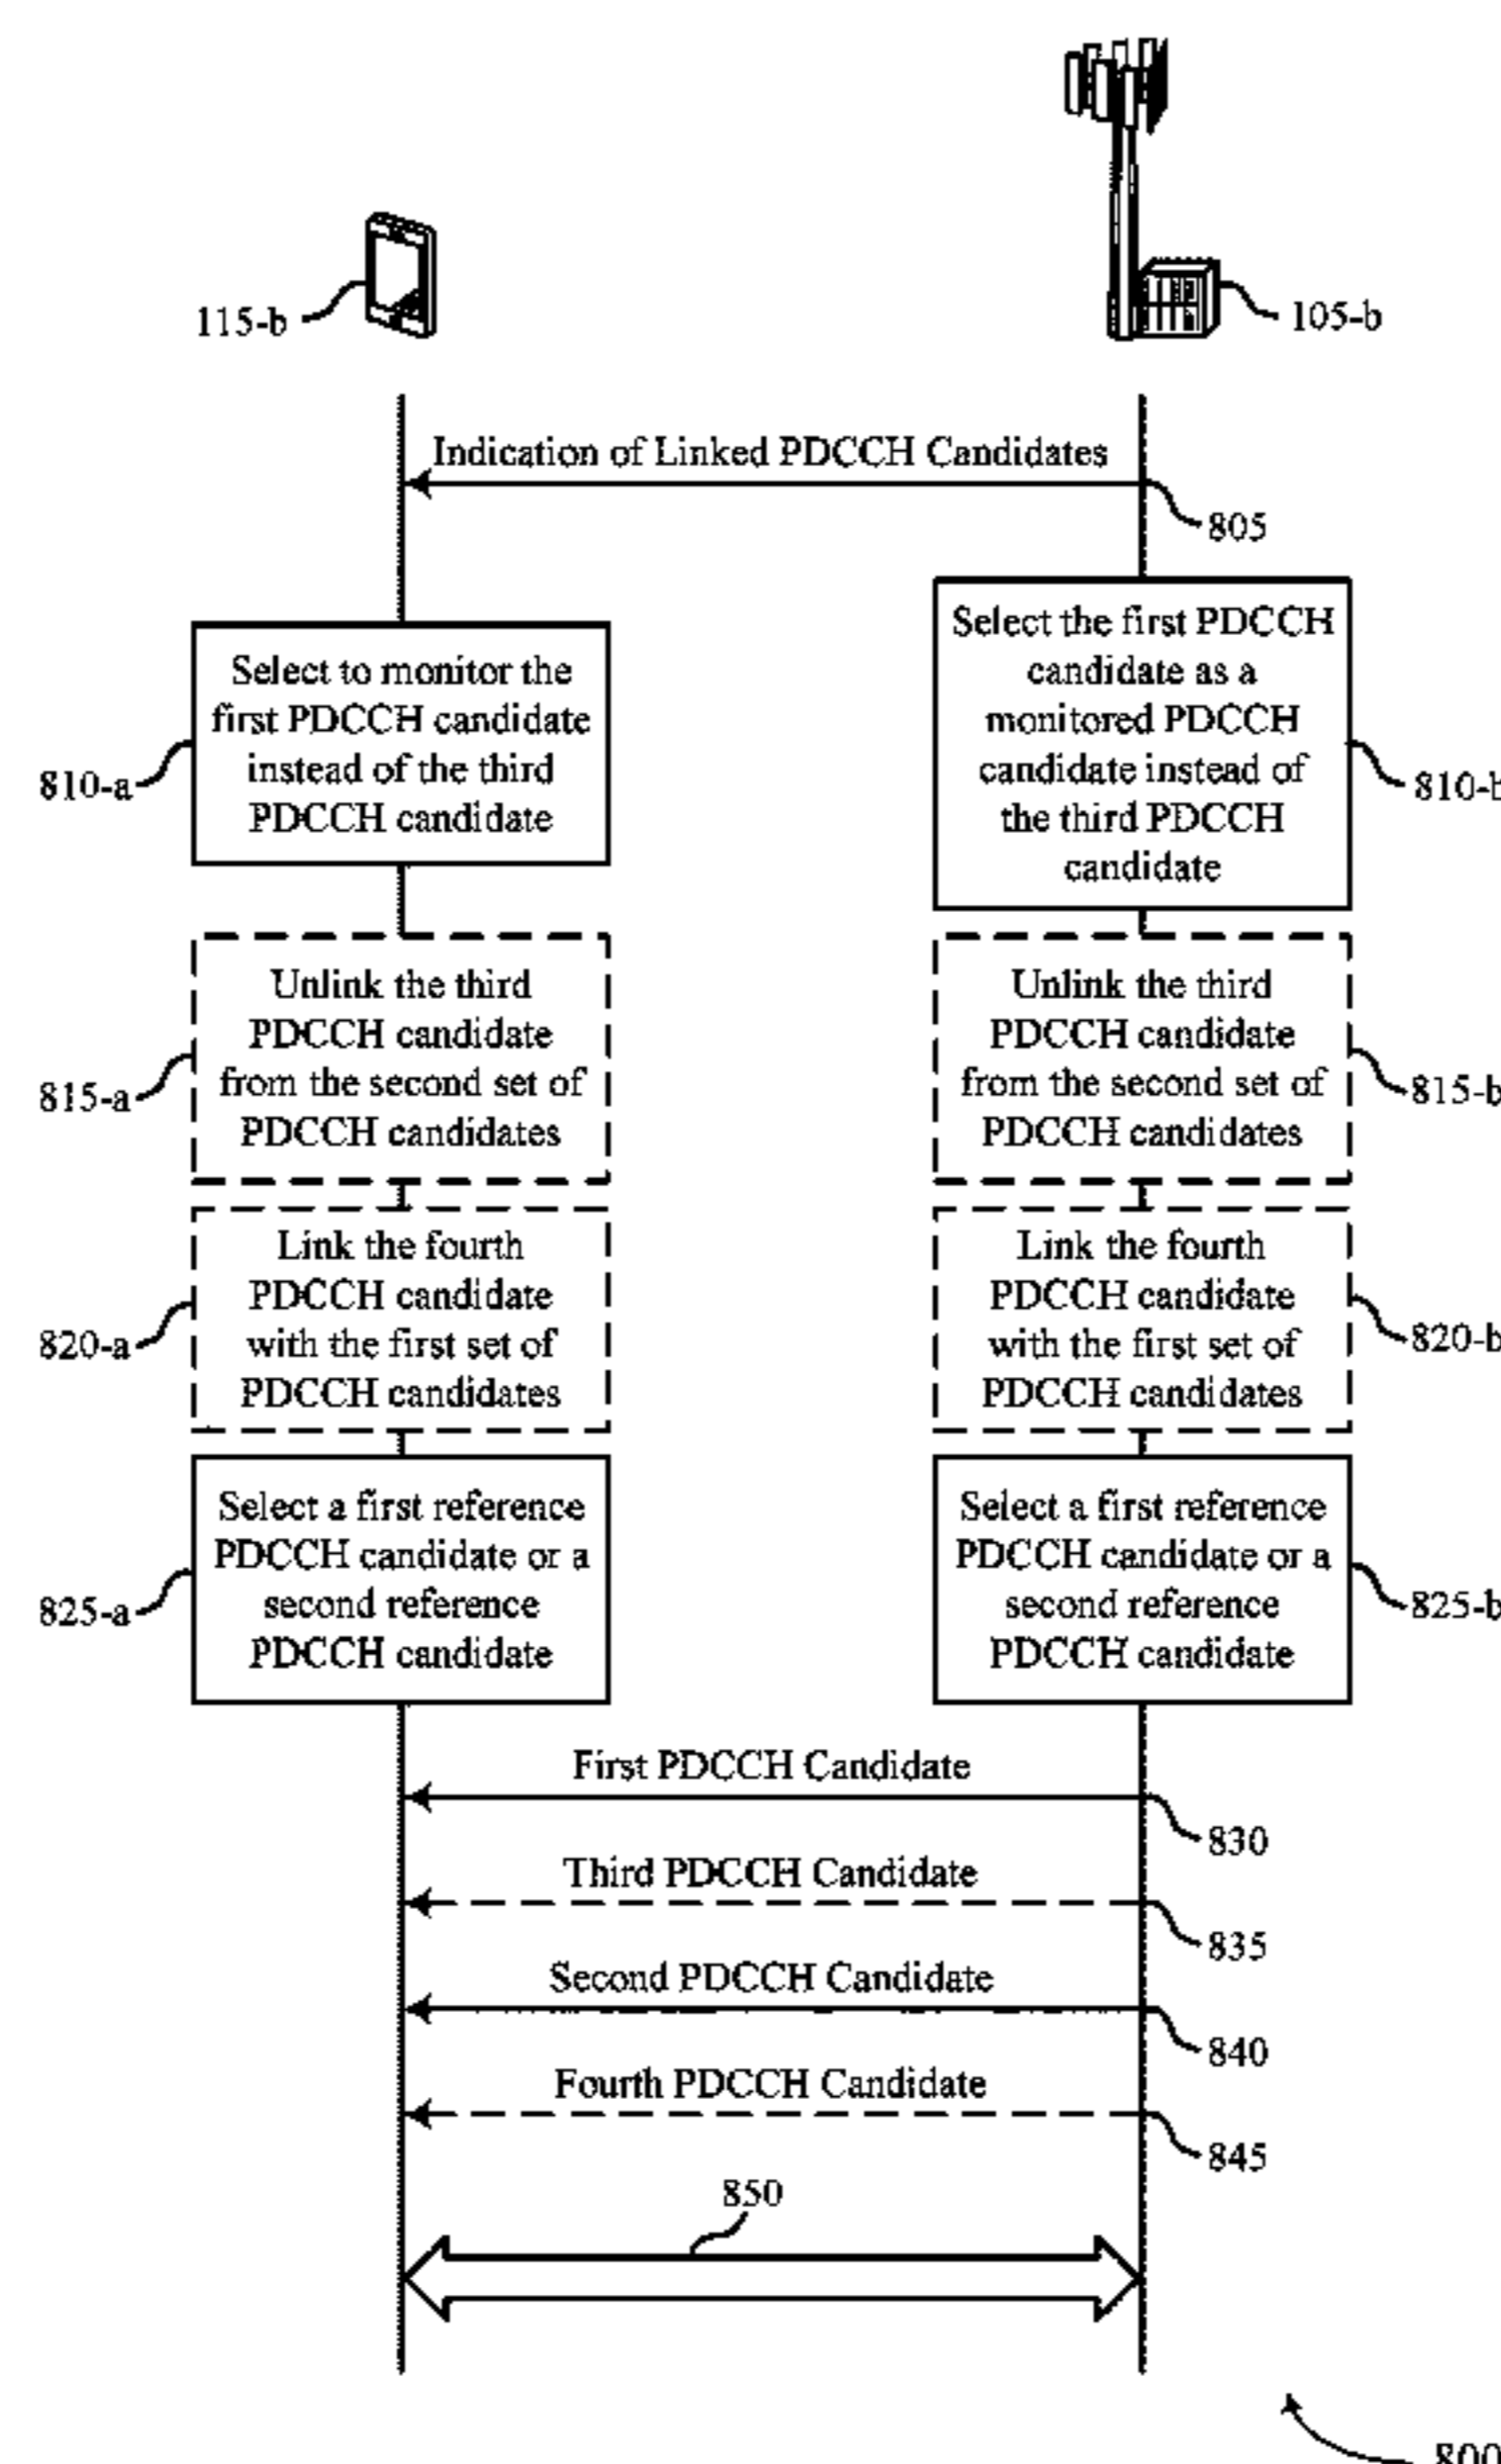 115-b
105-b
Indication of Linked PDCCH Candidates
805
Select to monitor the
first PDCCH candidate
instead of the third
PDCCH candidate
810-a
Select the first PDCCH
candidate as a
monitored PDCCH
candidate instead of
the third PDCCH
candidate
810-b
Unlink the third
PDCCH candidate
from the second set of
PDCCH candidates
815-a
Unlink the third
PDCCH candidate
from the second set of
PDCCH candidates
815-b
Link the fourth
PDCCH candidate
with the first set of
PDCCH candidates
820-a
Link the fourth
PDCCH candidate
with the first set of
PDCCH candidates
820-b
Select a first reference
PDCCH candidate or a
second reference
PDCCH candidate
825-a
Select a first reference
PDCCH candidate or a
second reference
PDCCH candidate
825-b
First PDCCH Candidate
830
Third PDCCH Candidate
835
Second PDCCH Candidate
840
Fourth PDCCH Candidate
845
850
800